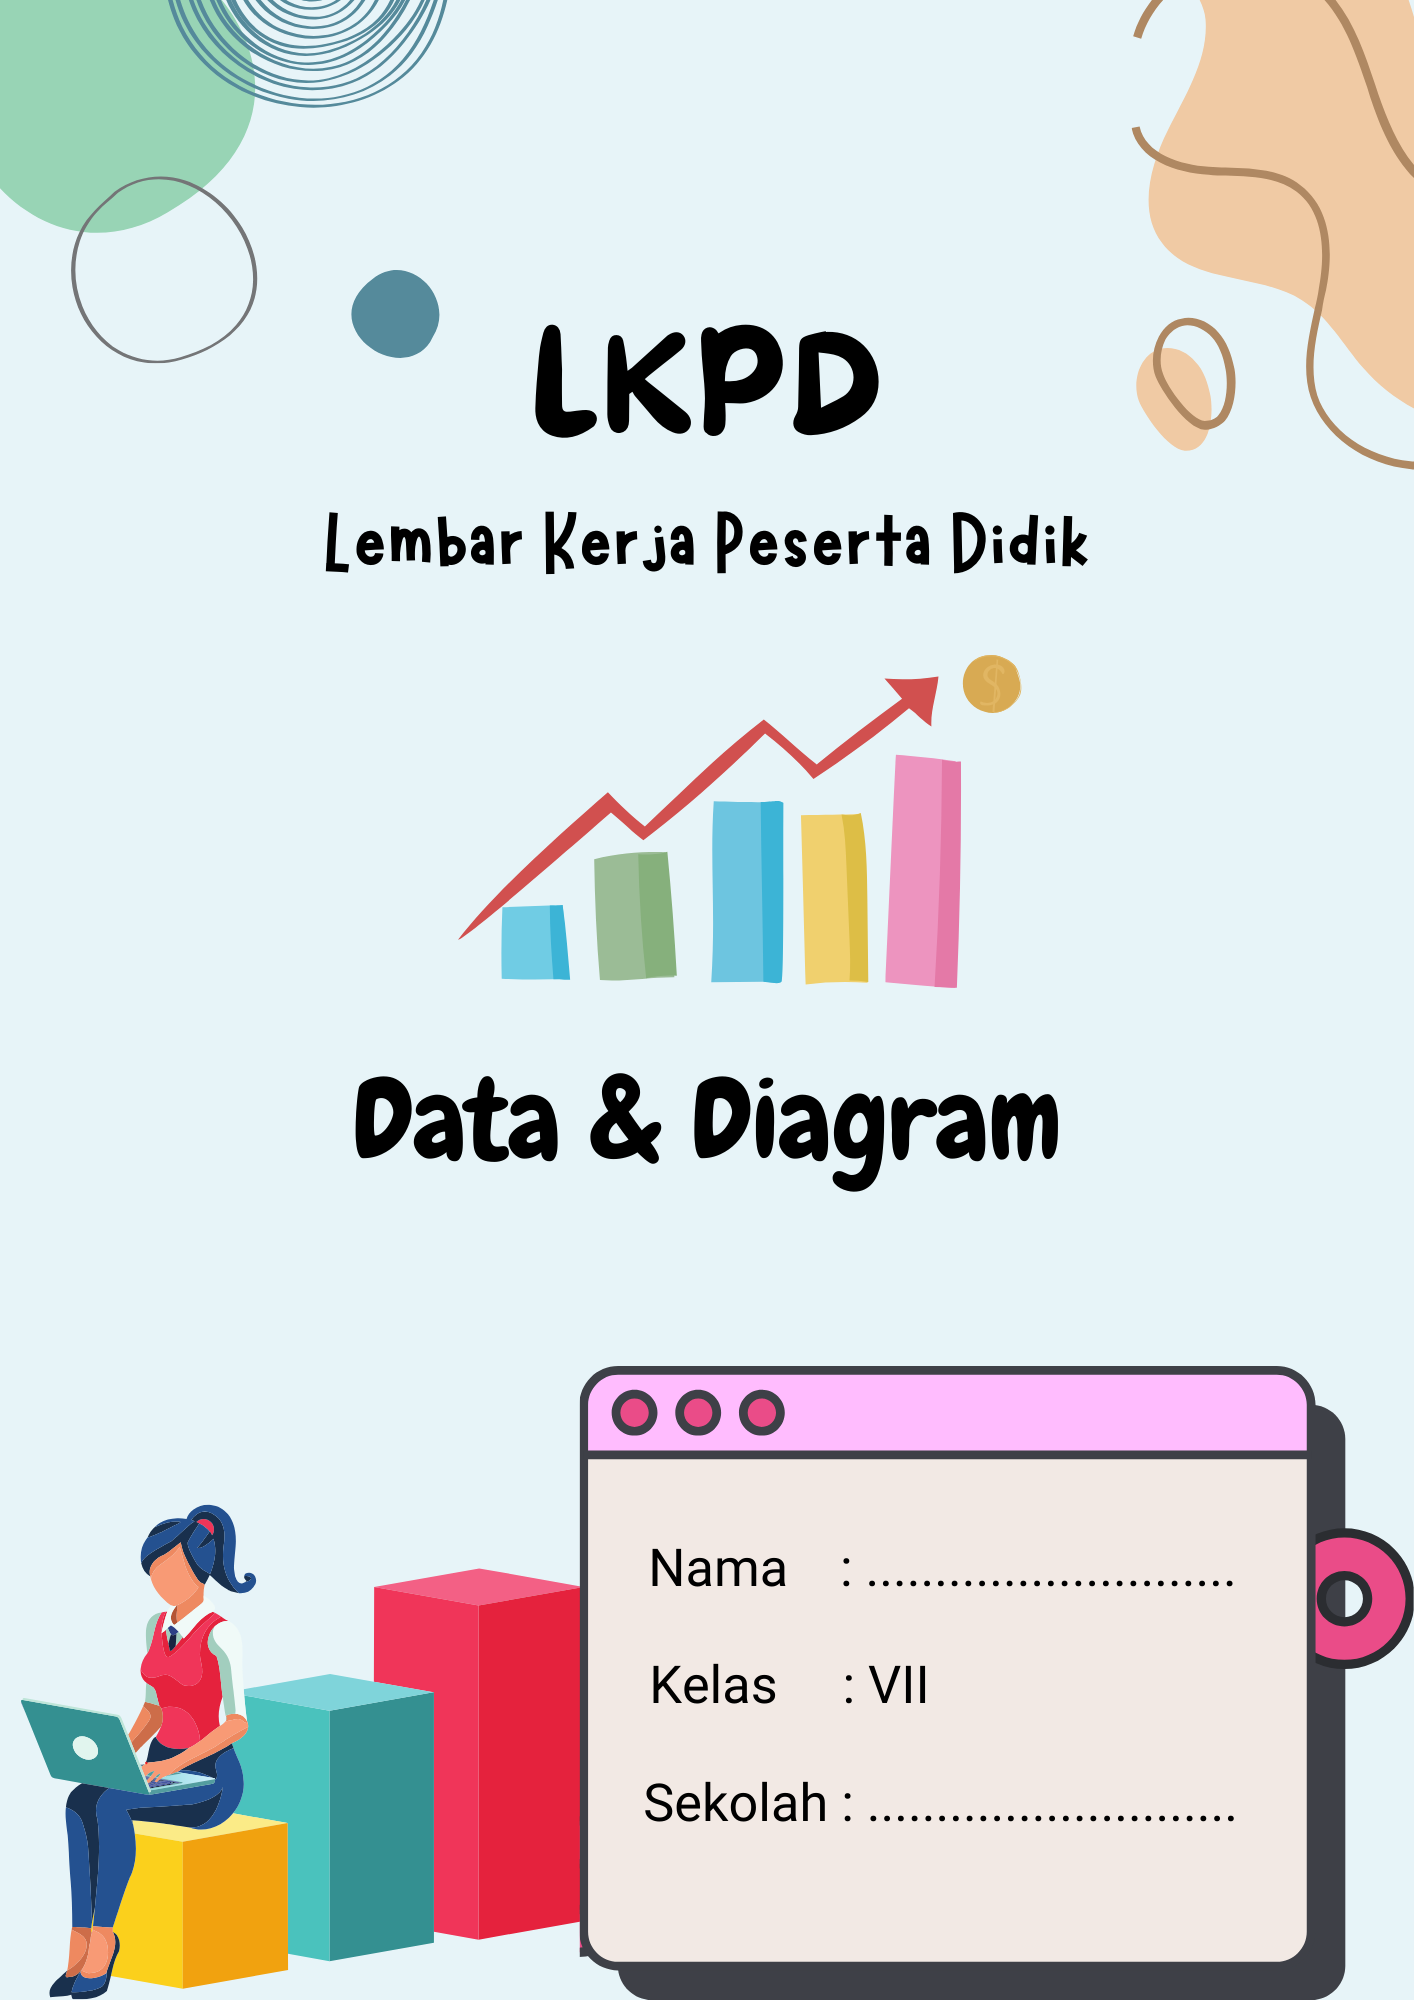 LKPD
Lembar Kerja Peserta Didik
$
Data & Diagram
Nama : ...........................
Kelas : VII
Sekolah : ...........................